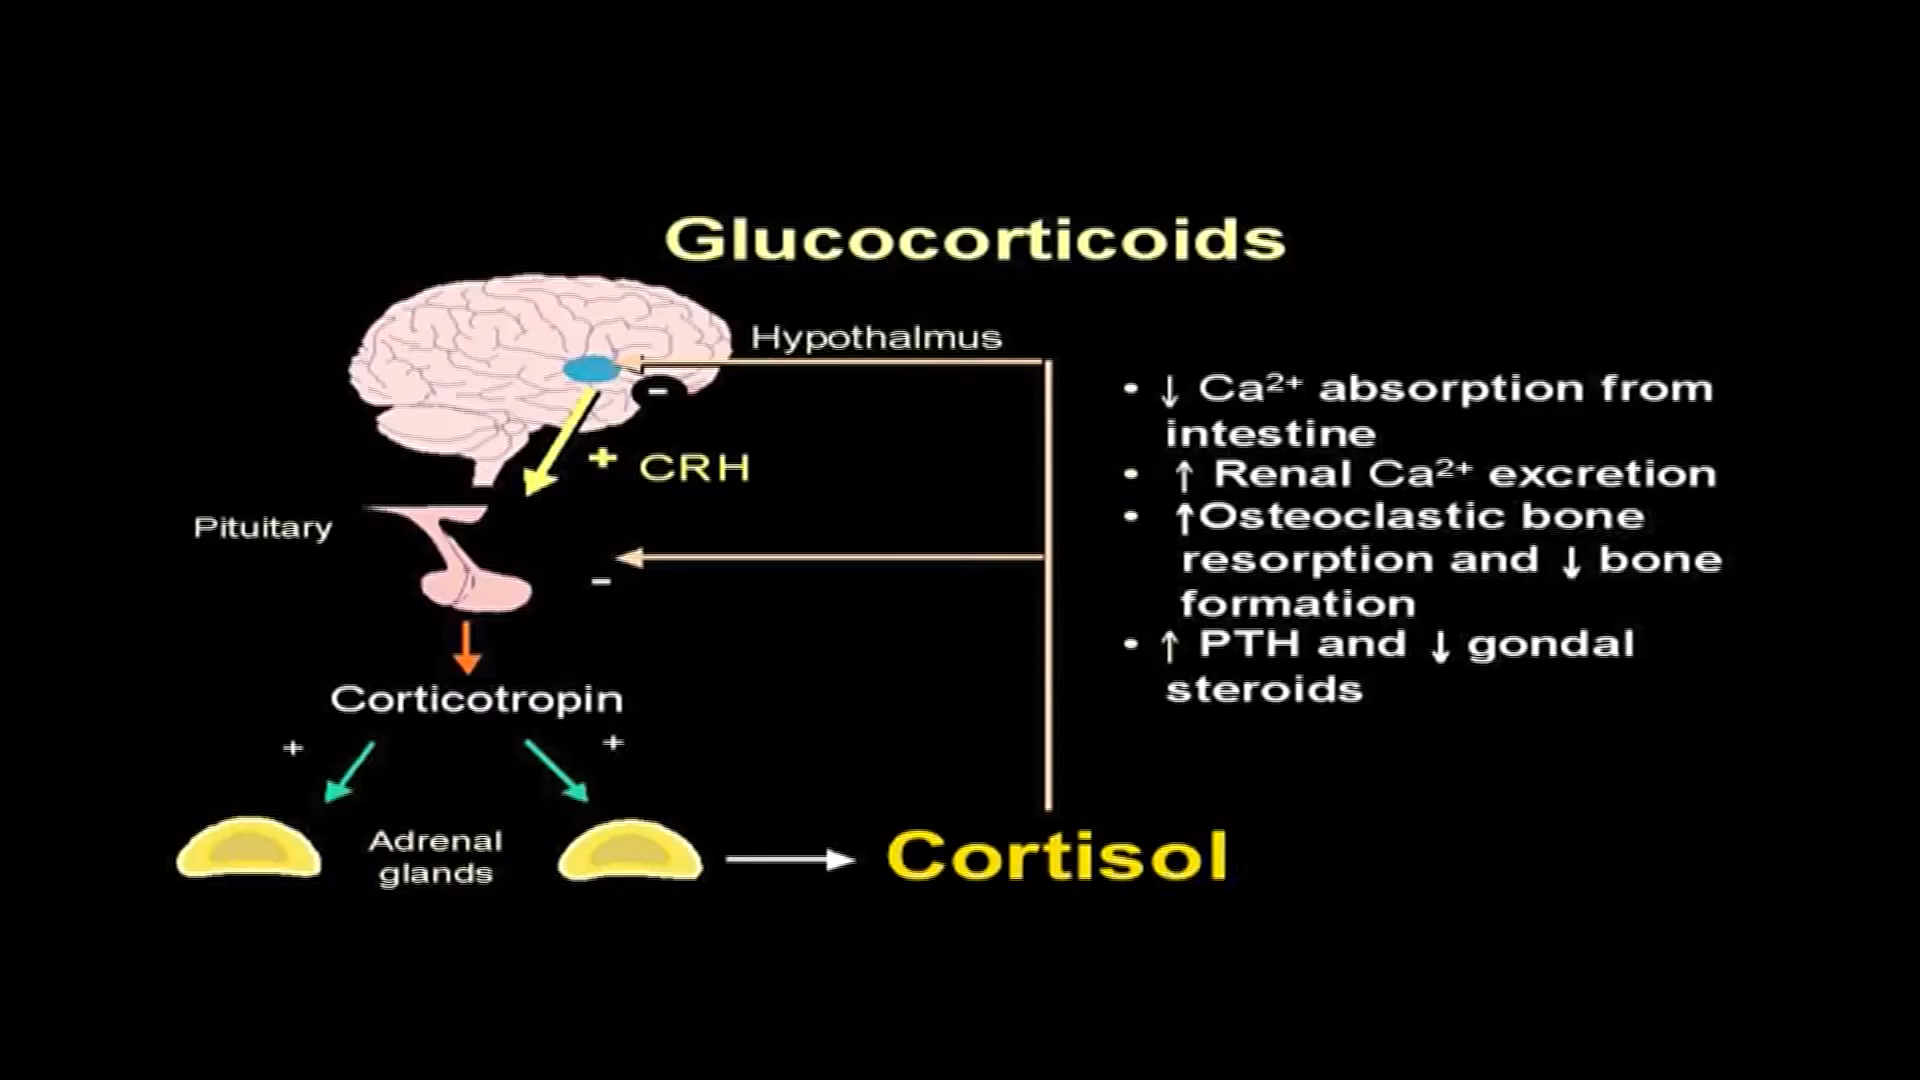 Glucocorticoids
Hypothalmus
-
+ CRH
Pituitary
-
Corticotropin
+ +
Adrenal
glands
Cortisol
• ↓ Ca²⁺ absorption from
intestine
• ↑ Renal Ca²⁺ excretion
• ↑Osteoclastic bone
resorption and ↓ bone
formation
• ↑ PTH and ↓ gondal
steroids